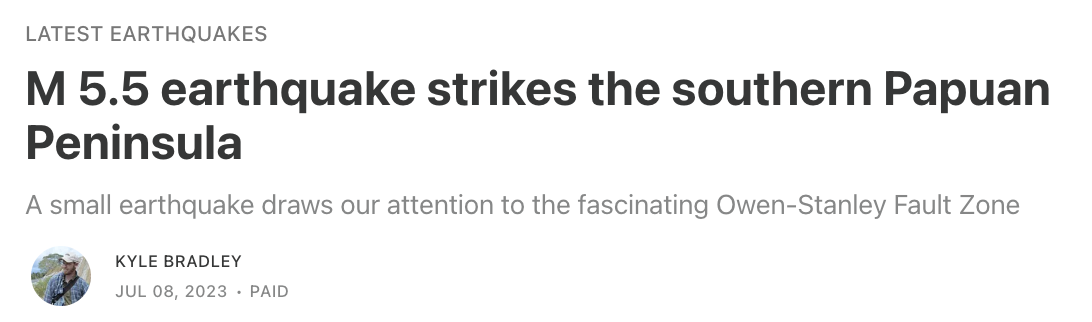 LATEST EARTHQUAKES
M 5.5 earthquake strikes the southern Papuan
Peninsula
A small earthquake draws our attention to the fascinating Owen-Stanley Fault Zone
KYLE BRADLEY
JUL 08, 2023 • PAID